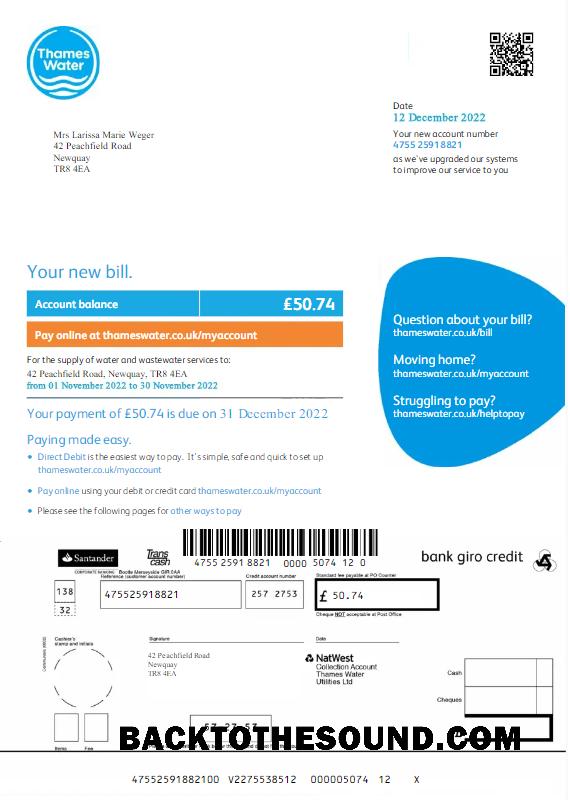 Thames
Water
Date
12 December 2022
Mrs Larissa Marie Weger
42 Peachfield Road
Newquay
TR8 4EA
Your new account number
4755 25918821
as we've upgraded our systems
to improve our service to you
Your new bill.
Account balance £50.74
Pay online at thameswater.co.uk/myaccount
For the supply of water and wastewater services to:
42 Peachfield Road, Newquay, TR8 4EA
from 01 November 2022 to 30 November 2022
Your payment of £50.74 is due on 31 December 2022
Paying made easy.
• Direct Debit is the easiest way to pay. It's simple, safe and quick to set up
thameswater.co.uk/myaccount
• Pay online using your debit or credit card thameswater.co.uk/myaccount
• Please see the following pages for other ways to pay
Question about your bill?
thameswater.co.uk/bill
Moving home?
thameswater.co.uk/myaccount
Struggling to pay?
thameswater.co.uk/helptopay
Santander
Trans
cash
4755 2591 8821 0000 5074 12 0
bank giro credit
CORPORATE BANKING Bootle Merseyside GIR 0AA
Reference (customer account number)
Credit account number
Standard fee payable at PO Counter
138
475525918821
257 2753
£ 50.74
32
Cheque NOT acceptable at Post Office
Cashier's
stamp and initials
Signature
Date
42 Peachfield Road
Newquay
TR8 4EA
NatWest
Collection Account
Thames Water
Utilities Ltd
Cash
Cheques
£
Items Fee
BACKTOTHESOUND.COM
47552591882100 V2275538512 000005074 12 X